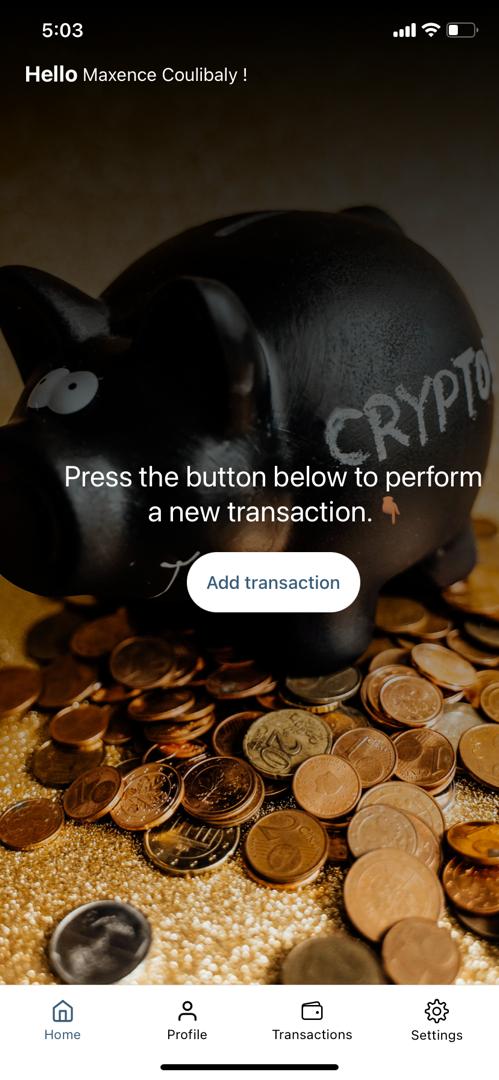 5:03
Hello Maxence Coulibaly !
CRYPTO
Press the button below to perform
a new transaction. 👇🏾
Add transaction
Home
Profile
Transactions
Settings